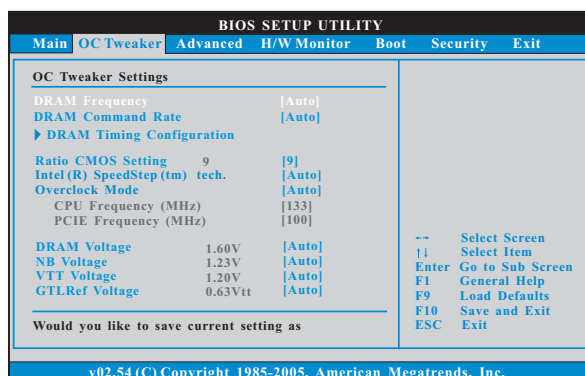 BIOS SETUP UTILITY
Main OC Tweaker Advanced H/W Monitor Boot Security Exit
OC Tweaker Settings
DRAM Frequency [Auto]
DRAM Command Rate [Auto]
DRAM Timing Configuration
Ratio CMOS Setting 9 [9]
Intel (R) SpeedStep (tm) tech. [Auto]
Overclock Mode [Auto]
CPU Frequency (MHz) [133]
PCIE Frequency (MHz) [100]
DRAM Voltage 1.60V [Auto]
NB Voltage 1.23V [Auto]
VTT Voltage 1.20V [Auto]
GTLRef Voltage 0.63Vtt [Auto]
Would you like to save current setting as
←→ Select Screen
↑↓ Select Item
Enter Go to Sub Screen
F1 General Help
F9 Load Defaults
F10 Save and Exit
ESC Exit
v02.54 (C) Copyright 1985-2005, American Megatrends, Inc.